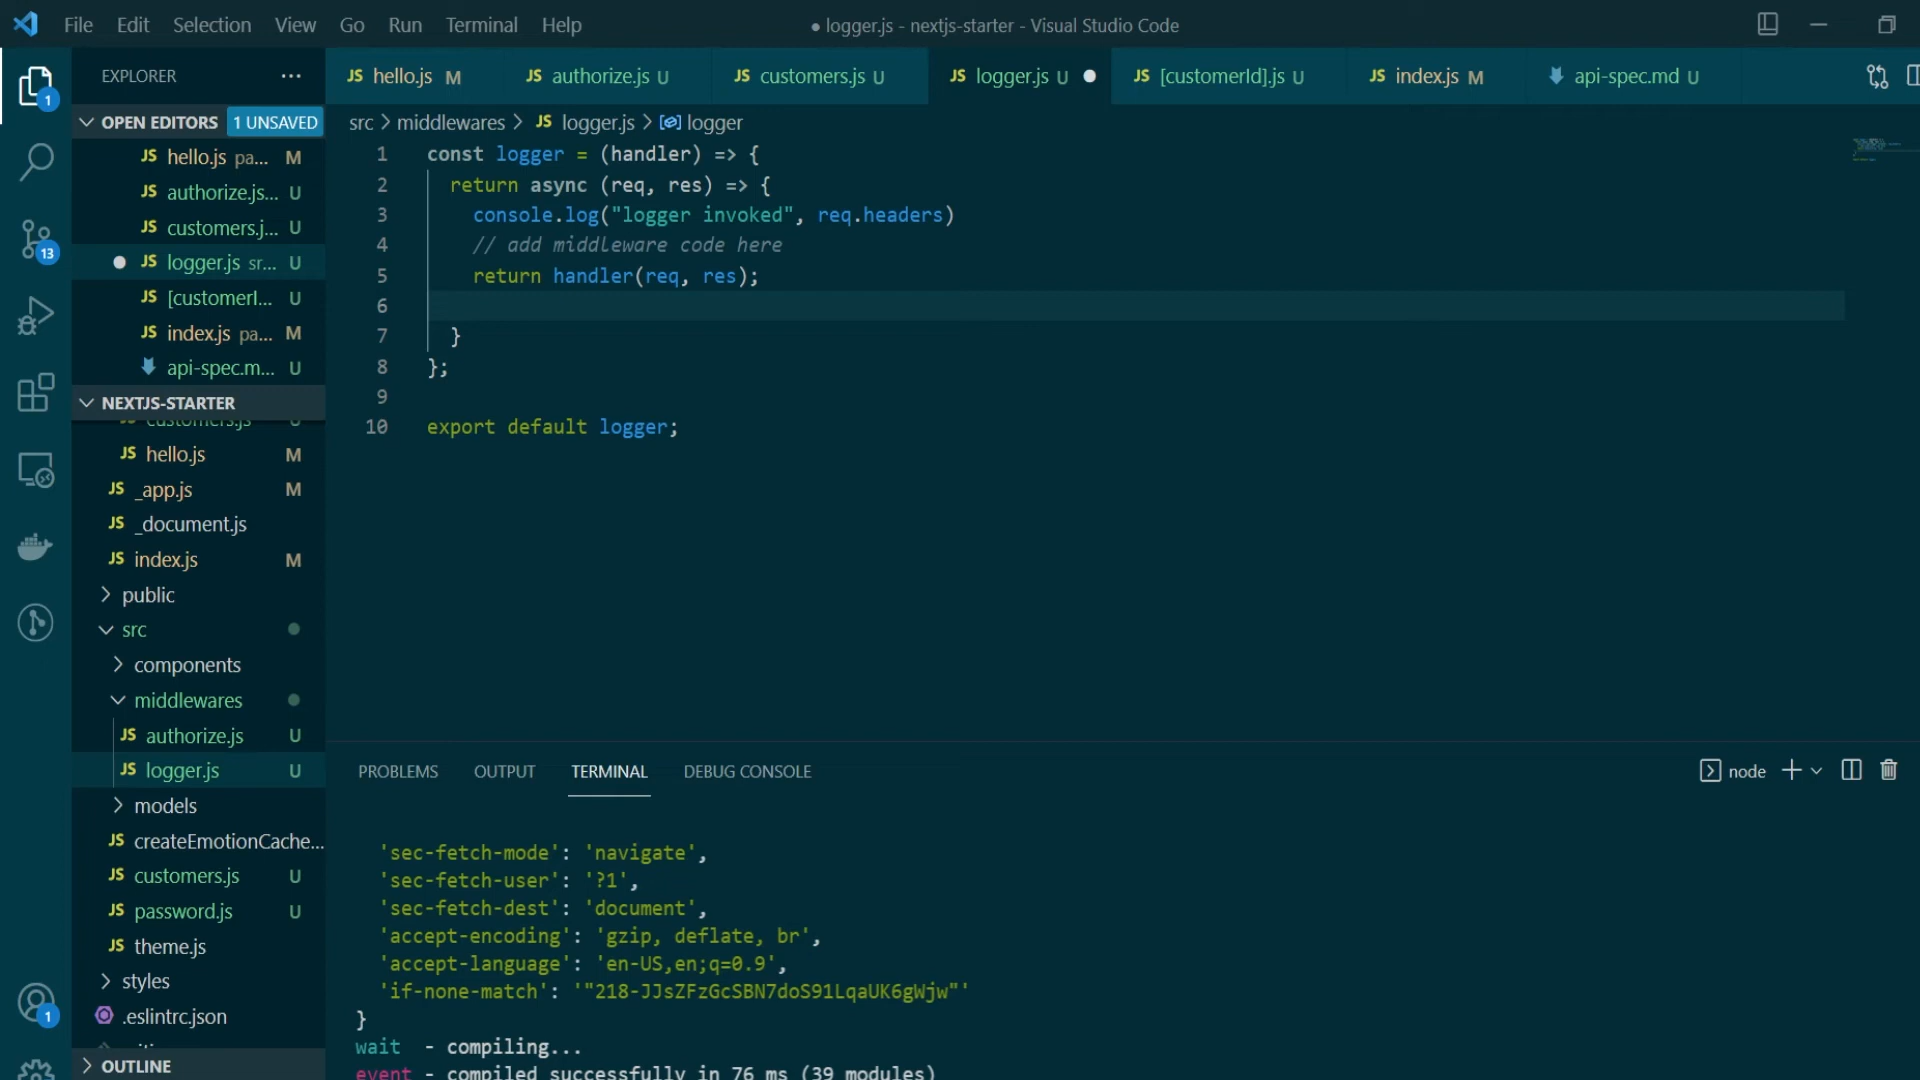 File Edit Selection View Go Run Terminal Help
● logger.js - nextjs-starter - Visual Studio Code
EXPLORER ...
JS hello.js M
JS authorize.js U
JS customers.js U
JS logger.js U ●
JS [customerId].js U
JS index.js M
api-spec.md U
1
OPEN EDITORS 1 UNSAVED
JS hello.js pa... M
JS authorize.js... U
JS customers.j... U
● JS logger.js sr... U
JS [customerI... U
JS index.js pa... M
api-spec.m... U
13
NEXTJS-STARTER
customers.js U
JS hello.js M
JS _app.js M
JS _document.js
JS index.js M
> public
src
> components
middlewares
JS authorize.js U
JS logger.js U
> models
JS createEmotionCache...
JS customers.js U
JS password.js U
JS theme.js
> styles
.eslintrc.json
> OUTLINE
1
src > middlewares > JS logger.js > logger
1 const logger = (handler) => {
2 return async (req, res) => {
3 console.log("logger invoked", req.headers)
4 // add middleware code here
5 return handler(req, res);
6
7 }
8 };
9
10 export default logger;
PROBLEMS OUTPUT TERMINAL DEBUG CONSOLE
node
'sec-fetch-mode': 'navigate',
'sec-fetch-user': '?1',
'sec-fetch-dest': 'document',
'accept-encoding': 'gzip, deflate, br',
'accept-language': 'en-US,en;q=0.9',
'if-none-match': '"218-JJsZFzGcSBN7doS91LqaUK6gWjw"'
}
wait - compiling...
event - compiled successfully in 76 ms (39 modules)